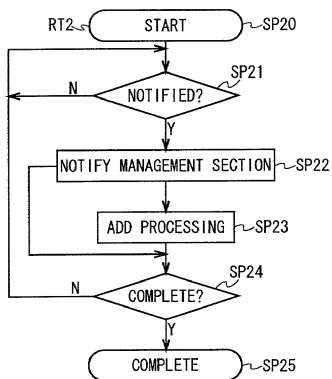 RT2 START SP20
SP21
N NOTIFIED?
Y
NOTIFY MANAGEMENT SECTION SP22
ADD PROCESSING SP23
SP24
N COMPLETE?
Y
COMPLETE SP25